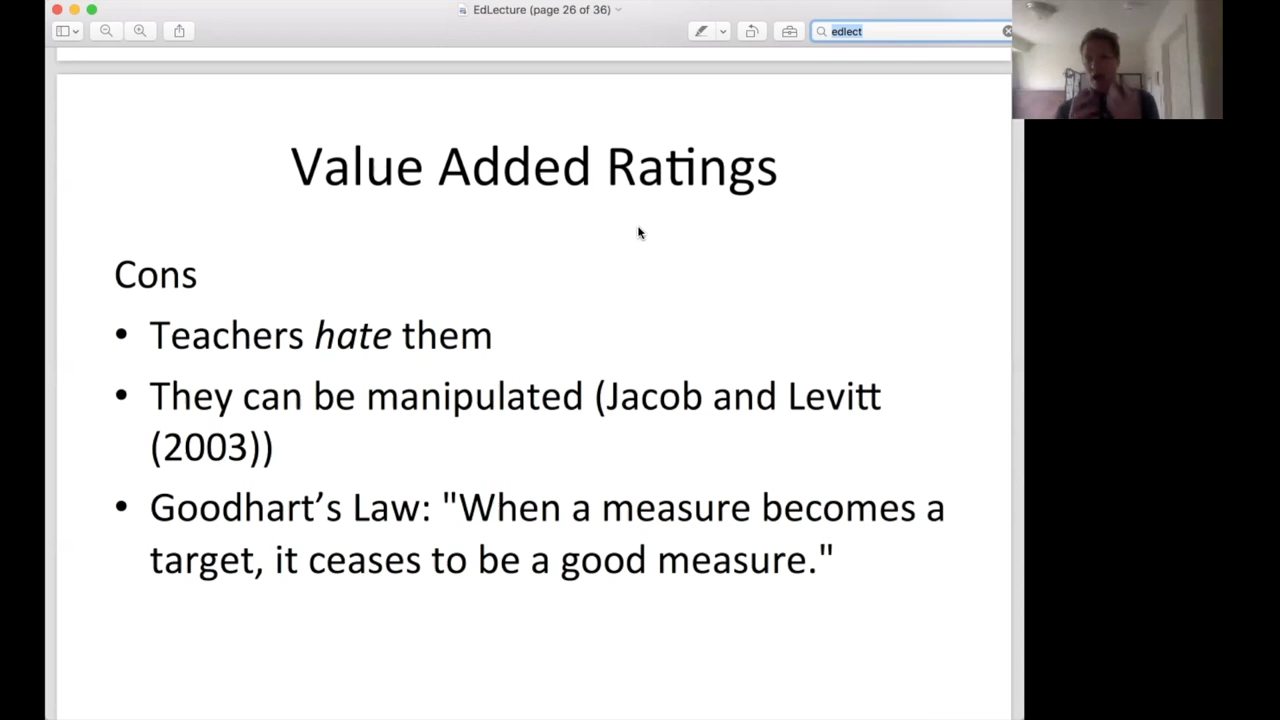 EdLecture (page 26 of 36)
edlect
Value Added Ratings
Cons
• Teachers hate them
• They can be manipulated (Jacob and Levitt
(2003))
• Goodhart’s Law: "When a measure becomes a
target, it ceases to be a good measure."